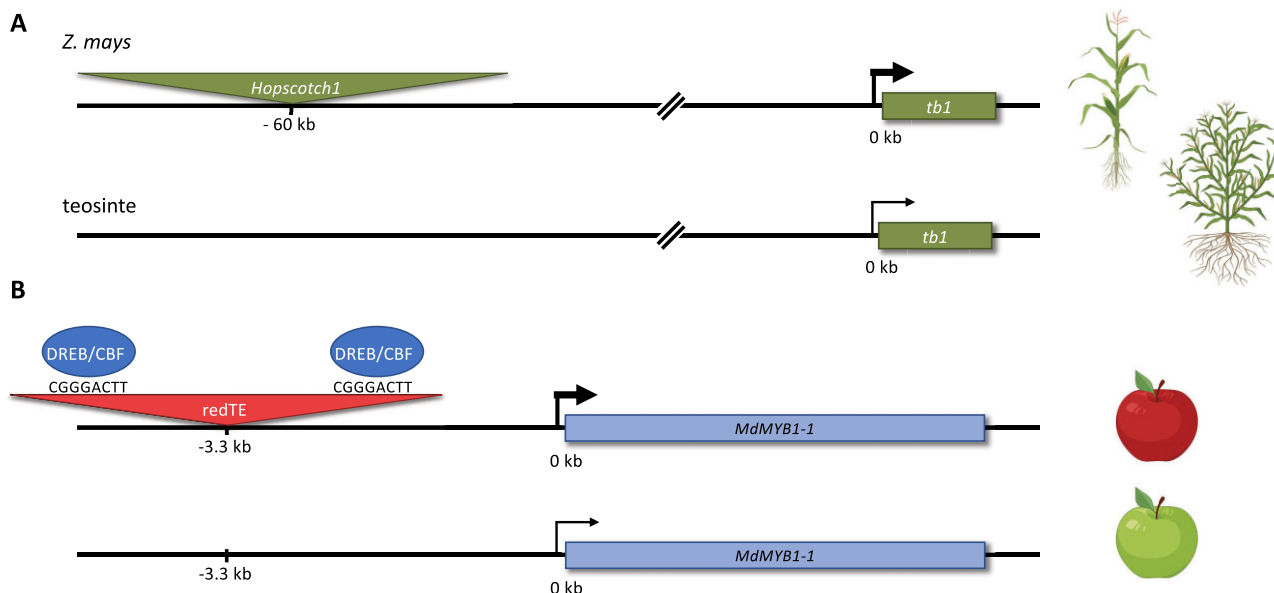 A
Z. mays
Hopscotch1
- 60 kb
tb1
0 kb
teosinte
tb1
0 kb
B
DREB/CBF DREB/CBF
CGGGACTT CGGGACTT
redTE
-3.3 kb
MdMYB1-1
0 kb
-3.3 kb
MdMYB1-1
0 kb